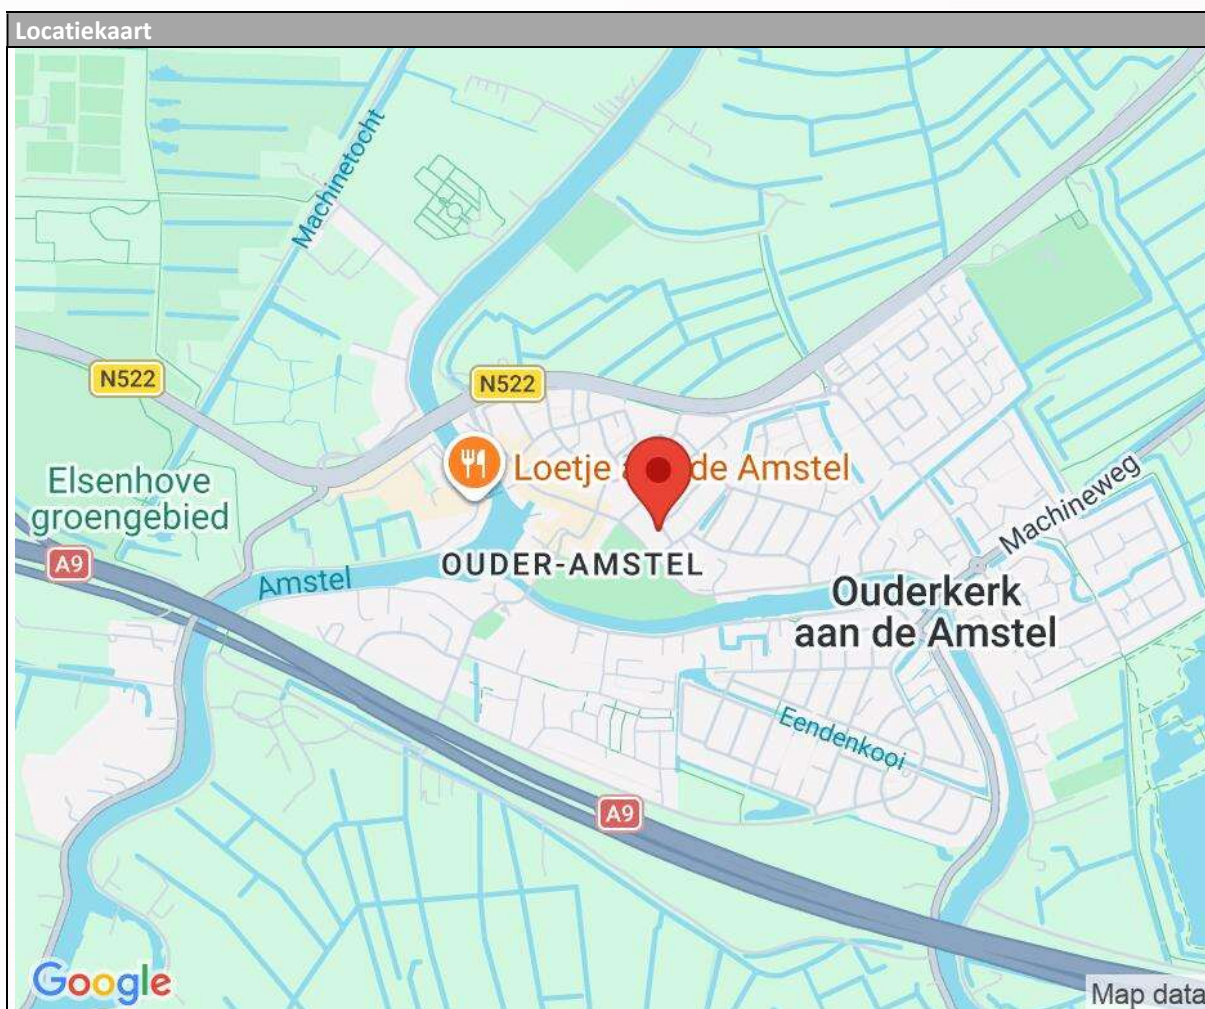 Locatiekaart
Machinetocht
N522
N522
Loetje a de Amstel
Elsenhove
groengebied
Machineweg
A9
OUDER-AMSTEL
Amstel
Ouderkerk
aan de Amstel
Eendenkooi
A9
Google
Map data